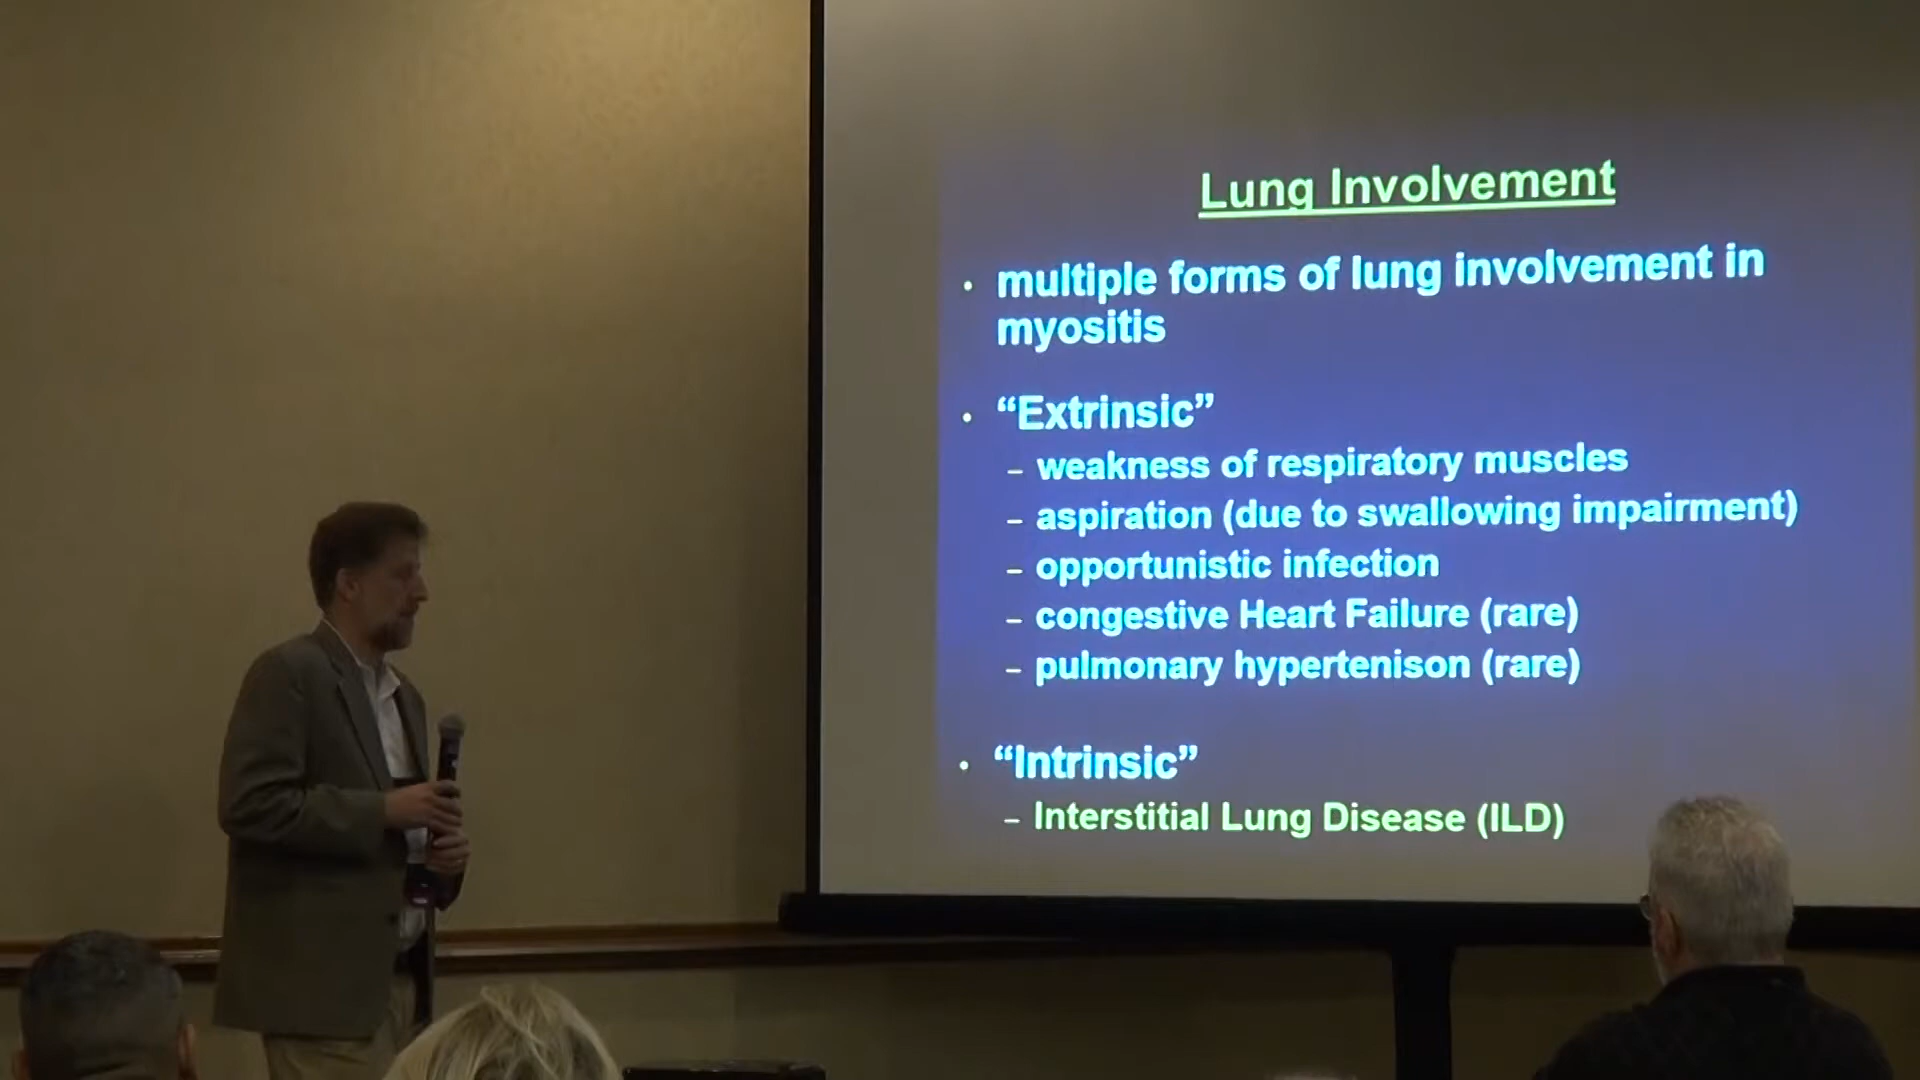 Lung Involvement
• multiple forms of lung involvement in
myositis
• “Extrinsic”
– weakness of respiratory muscles
– aspiration (due to swallowing impairment)
– opportunistic infection
– congestive Heart Failure (rare)
– pulmonary hypertenison (rare)
• “Intrinsic”
– Interstitial Lung Disease (ILD)